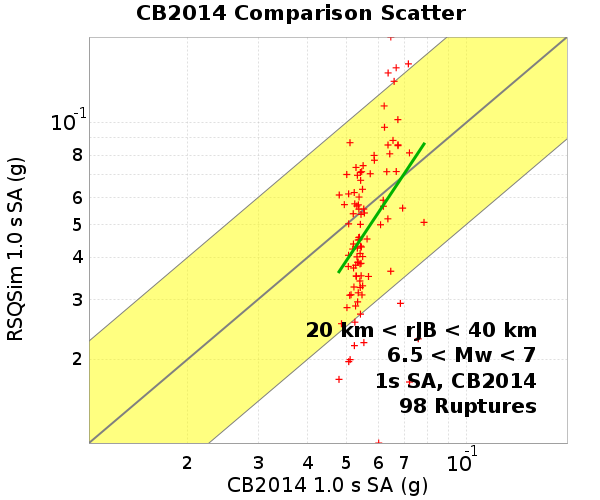 CB2014 Comparison Scatter
RSQSim 1.0 s SA (g)
10-1
8
6
5
4
3
2
20 km < rJB < 40 km
6.5 < Mw < 7
1s SA, CB2014
98 Ruptures
2 3 4 5 6 7 10-1
CB2014 1.0 s SA (g)